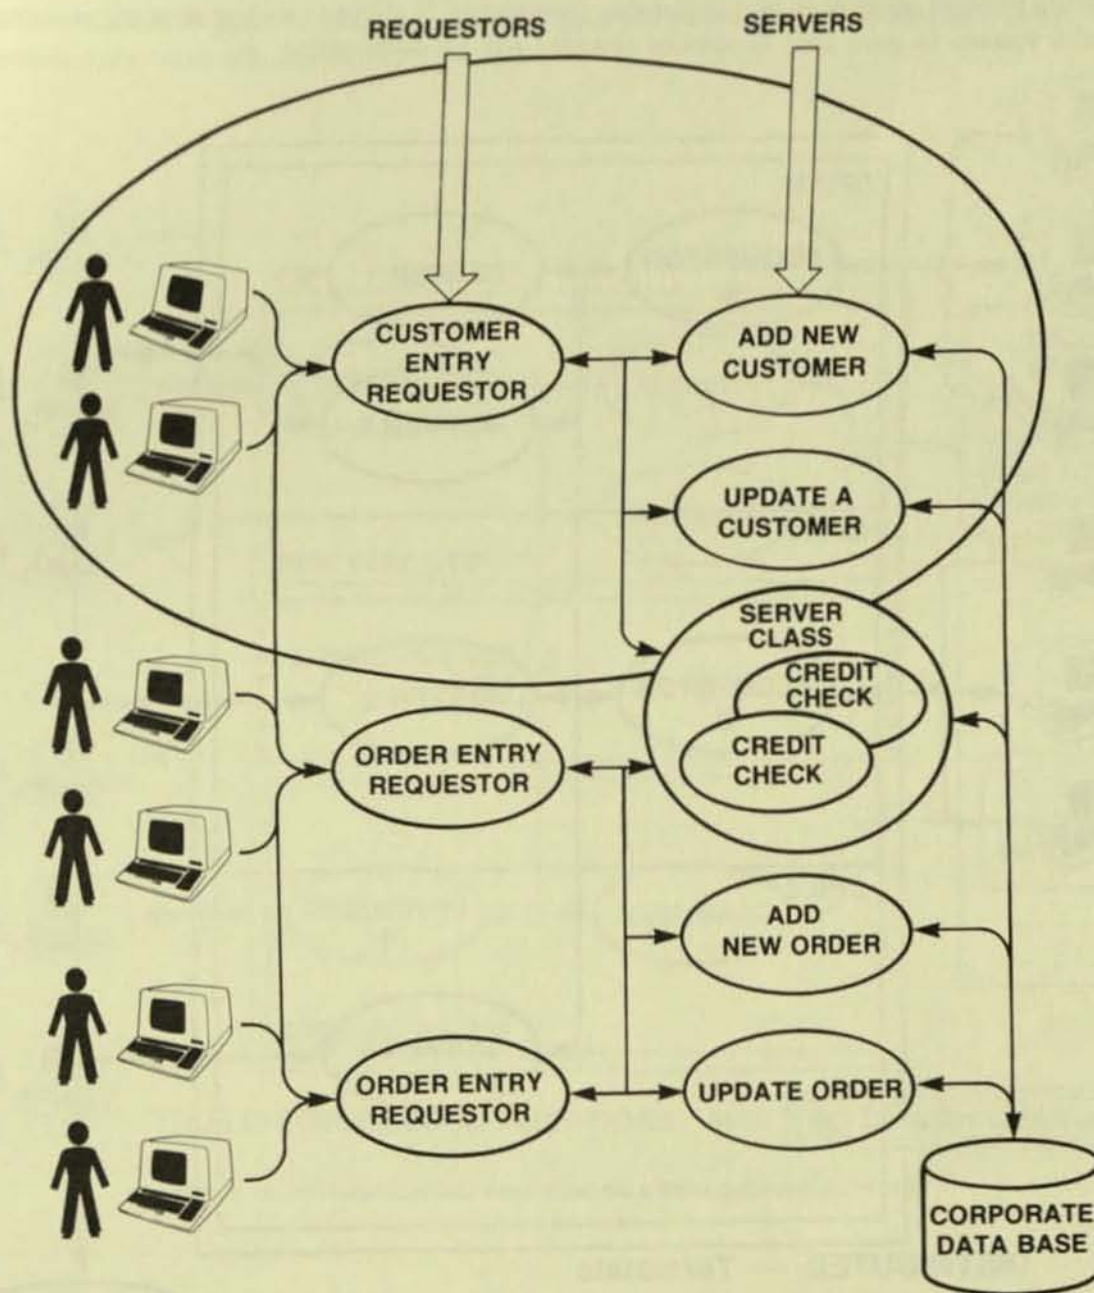 REQUESTORS
SERVERS
CUSTOMER
ENTRY
REQUESTOR
ADD NEW
CUSTOMER
UPDATE A
CUSTOMER
SERVER
CLASS
CREDIT
CHECK
CREDIT
CHECK
ORDER ENTRY
REQUESTOR
ADD
NEW ORDER
ORDER ENTRY
REQUESTOR
UPDATE ORDER
CORPORATE
DATA BASE